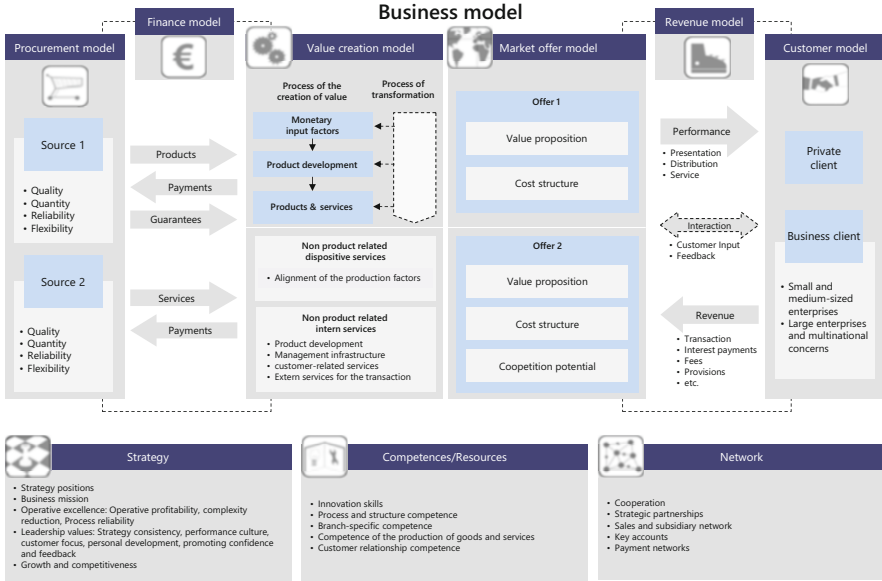 Business model
Finance model
Revenue model
Procurement model
Value creation model
Market offer model
Customer model
€
Source 1
• Quality
• Quantity
• Reliability
• Flexibility
Source 2
• Quality
• Quantity
• Reliability
• Flexibility
Products
Payments
Guarantees
Services
Payments
Process of the
creation of value
Process of
transformation
Monetary
input factors
Product development
Products & services
Non product related
dispositive services
• Alignment of the production factors
Non product related
intern services
• Product development
• Management infrastructure
• customer-related services
• Extern services for the transaction
Offer 1
Value proposition
Cost structure
Offer 2
Value proposition
Cost structure
Coopetition potential
Performance
• Presentation
• Distribution
• Service
Interaction
• Customer Input
• Feedback
Revenue
• Transaction
• Interest payments
• Fees
• Provisions
• etc.
Private
client
Business client
• Small and
medium-sized
enterprises
• Large enterprises
and multinational
concerns
Strategy
• Strategy positions
• Business mission
• Operative excellence: Operative profitability, complexity
reduction, Process reliability
• Leadership values: Strategy consistency, performance culture,
customer focus, personal development, promoting confidence
and feedback
• Growth and competitiveness
Competences/Resources
• Innovation skills
• Process and structure competence
• Branch-specific competence
• Competence of the production of goods and services
• Customer relationship competence
Network
• Cooperation
• Strategic partnerships
• Sales and subsidiary network
• Key accounts
• Payment networks